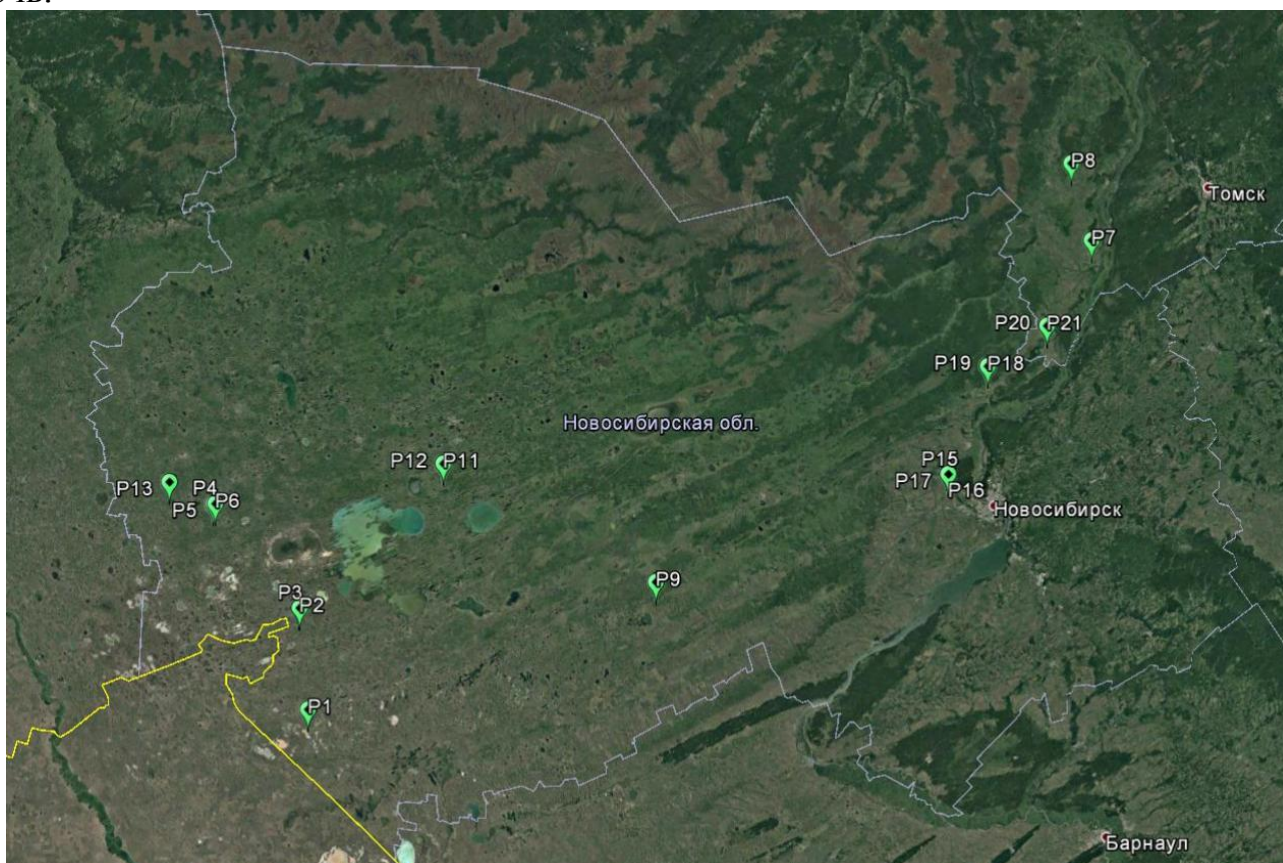 P8
Томск
P7
P20 P21
P19 P18
Новосибирская обл.
P12 P11
P15
P17 P16
P13 P4
P5 P6
Новосибирск
P9
P3
P2
P1
Барнаул